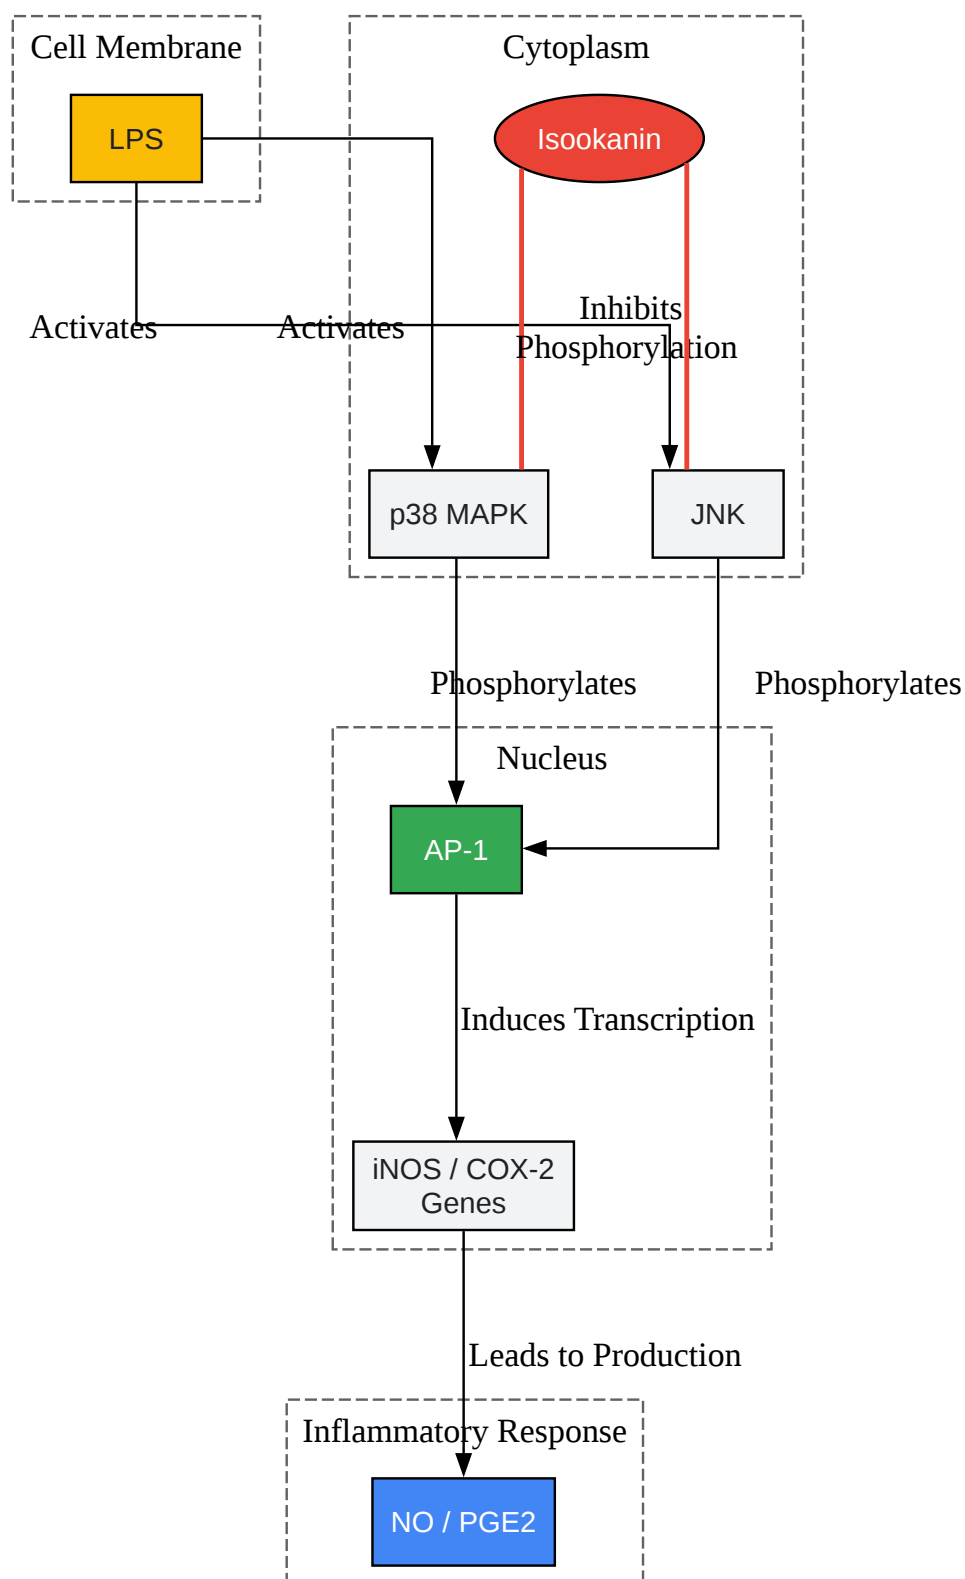 Cell Membrane
Cytoplasm
LPS
Isookanin
Activates
Activates
Inhibits
Phosphorylation
p38 MAPK
JNK
Phosphorylates
Phosphorylates
Nucleus
AP-1
Induces Transcription
iNOS / COX-2
Genes
Leads to Production
Inflammatory Response
NO / PGE2